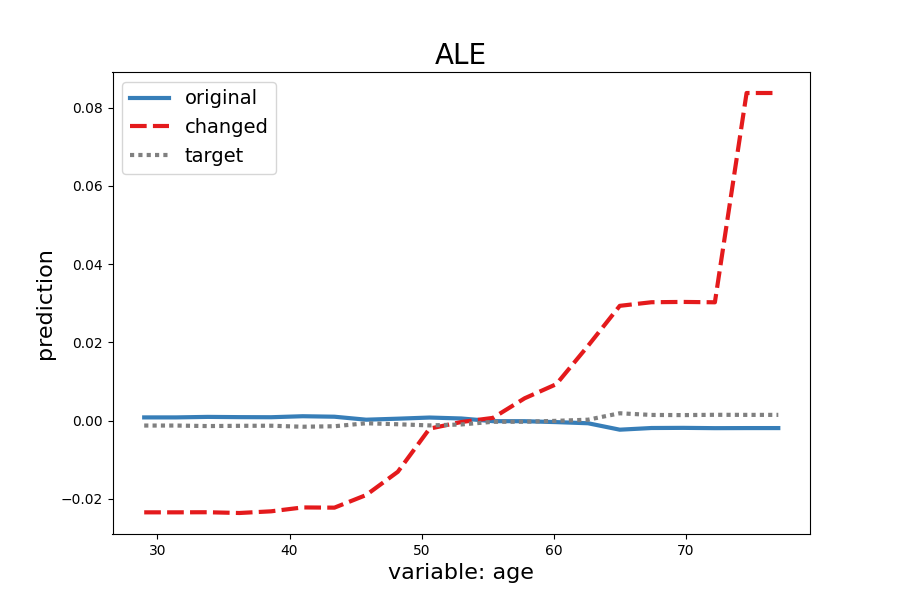 ALE
original
changed
target
prediction
0.08
0.06
0.04
0.02
0.00
−0.02
30 40 50 60 70
variable: age